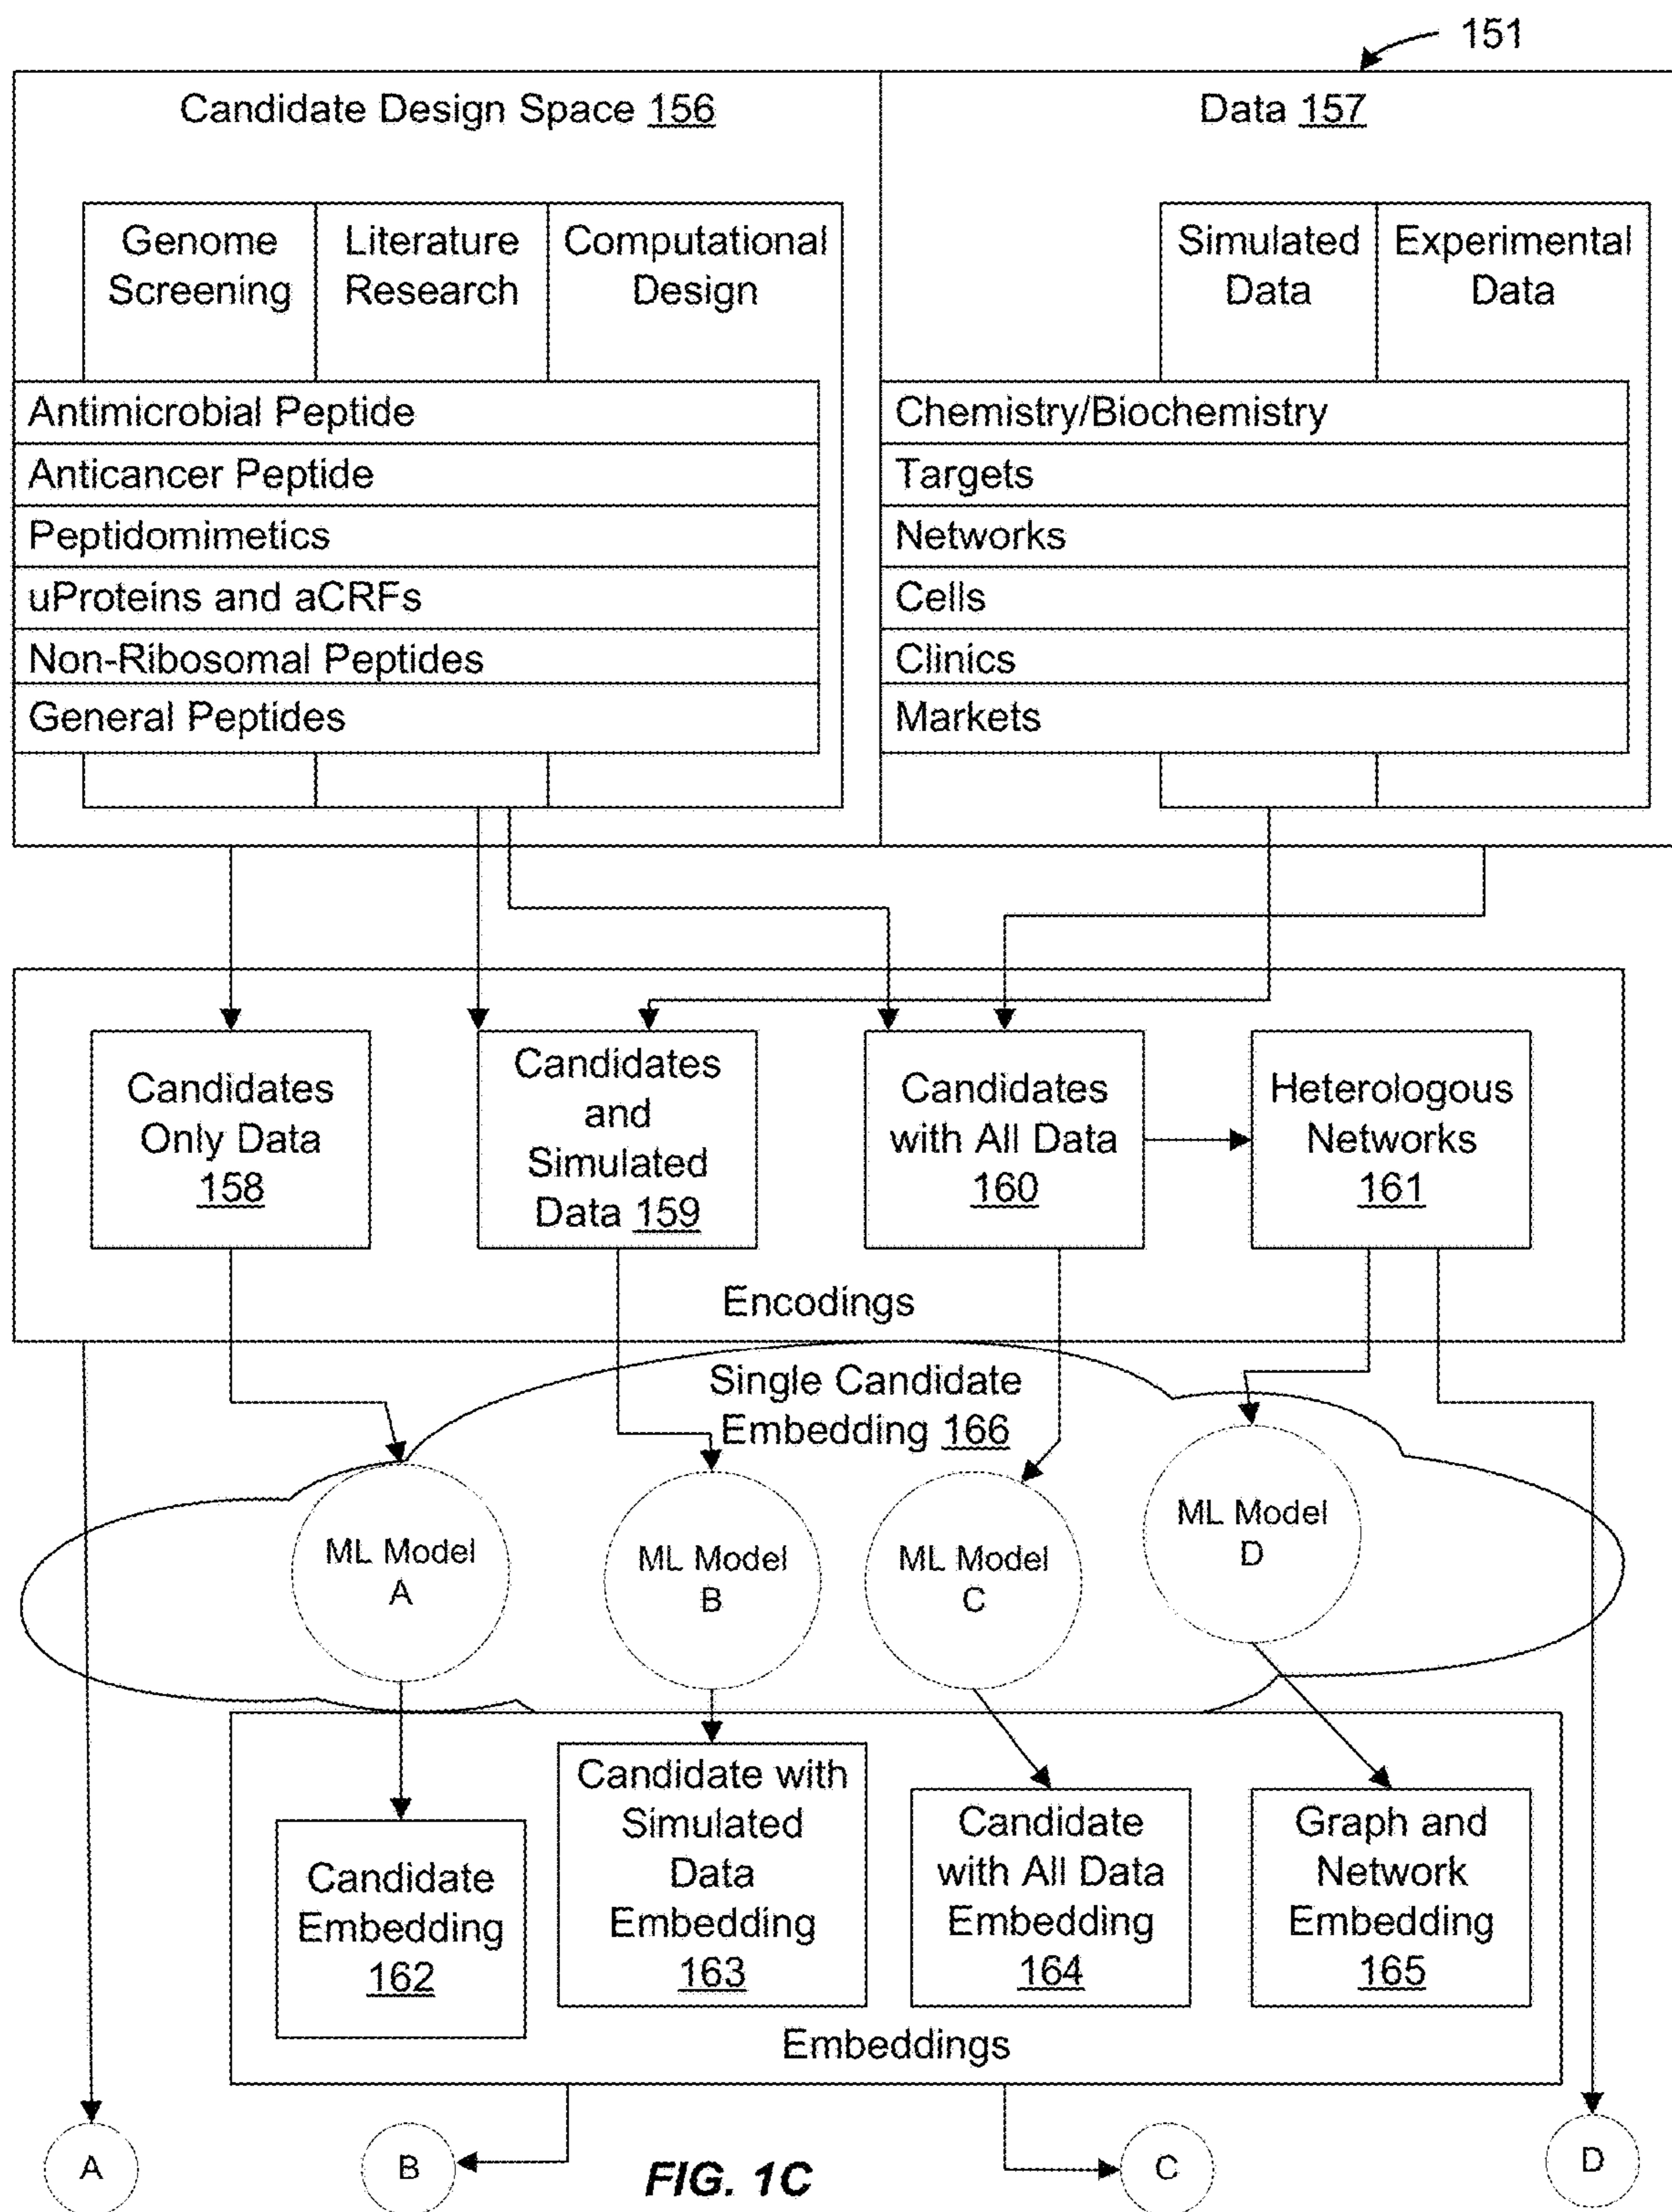 151
Candidate Design Space 156
Data 157
Genome
Screening
Literature
Research
Computational
Design
Simulated
Data
Experimental
Data
Antimicrobial Peptide
Anticancer Peptide
Peptidomimetics
uProteins and aCRFs
Non-Ribosomal Peptides
General Peptides
Chemistry/Biochemistry
Targets
Networks
Cells
Clinics
Markets
Candidates
Only Data
158
Candidates
and
Simulated
Data 159
Candidates
with All Data
160
Heterologous
Networks
161
Encodings
Single Candidate
Embedding 166
ML Model
A
ML Model
B
ML Model
C
ML Model
D
Candidate
Embedding
162
Candidate with
Simulated
Data
Embedding
163
Candidate
with All Data
Embedding
164
Graph and
Network
Embedding
165
Embeddings
A
B
FIG. 1C
C
D